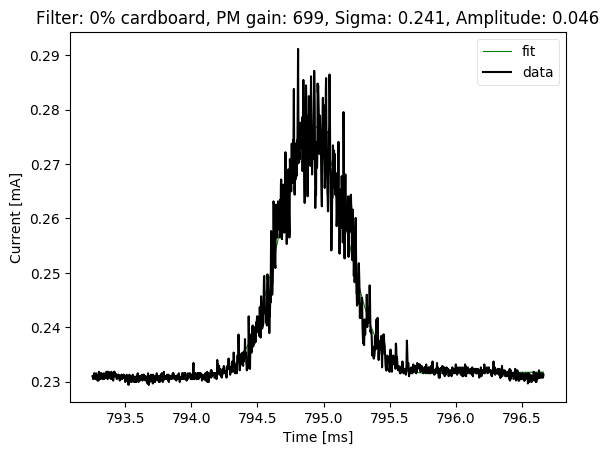 Filter: 0% cardboard, PM gain: 699, Sigma: 0.241, Amplitude: 0.046
fit
data
0.29
0.28
0.27
0.26
0.25
0.24
0.23
Current [mA]
793.5 794.0 794.5 794.8 795.0 795.5 796.0 796.5
Time [ms]